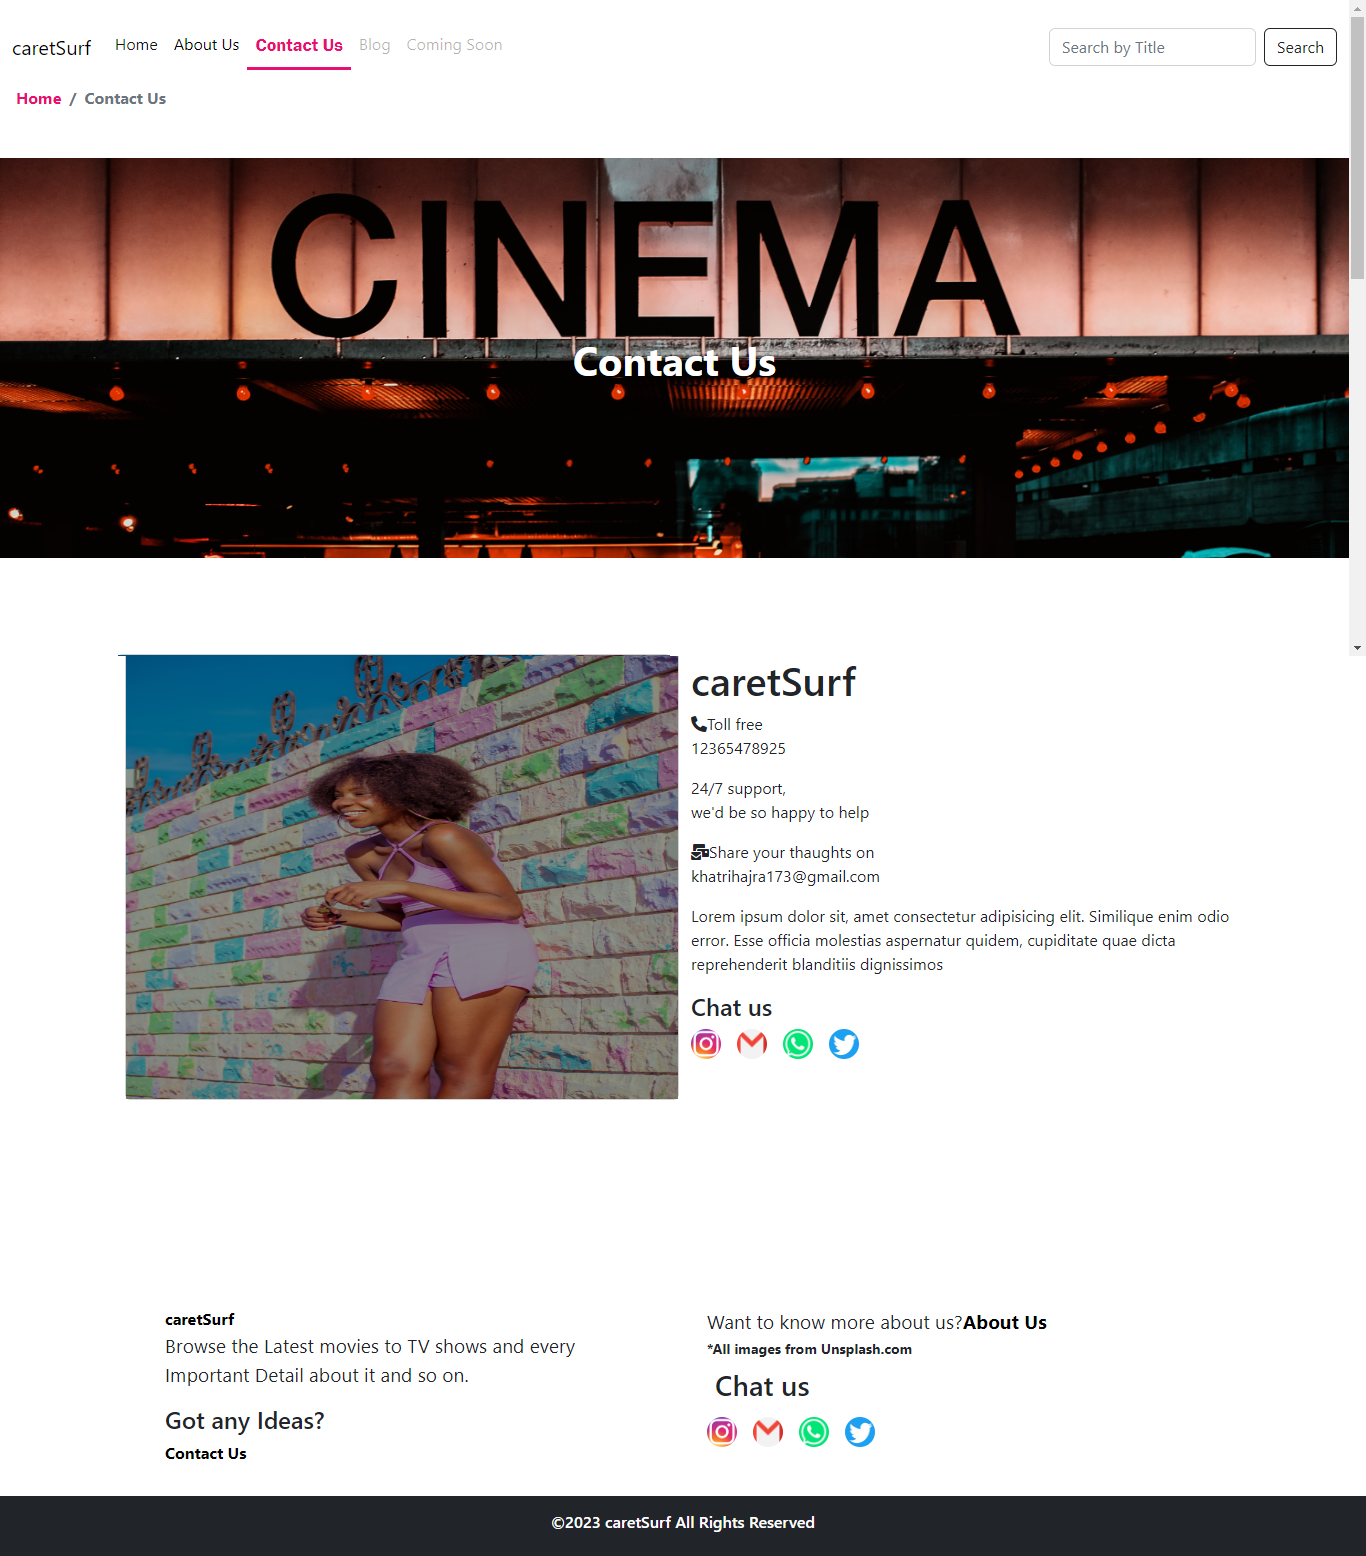 caretSurf Home About Us Contact Us Blog Coming Soon Search by Title Search
Home / Contact Us
CINEMA
Contact Us
caretSurf
Toll free
12365478925
24/7 support,
we'd be so happy to help
Share your thaughts on
khatrihajra173@gmail.com
Lorem ipsum dolor sit, amet consectetur adipisicing elit. Similique enim odio
error. Esse officia molestias aspernatur quidem, cupiditate quae dicta
reprehenderit blanditiis dignissimos
Chat us
caretSurf
Browse the Latest movies to TV shows and every
Important Detail about it and so on.
Got any Ideas?
Contact Us
Want to know more about us?About Us
*All images from Unsplash.com
Chat us
©2023 caretSurf All Rights Reserved